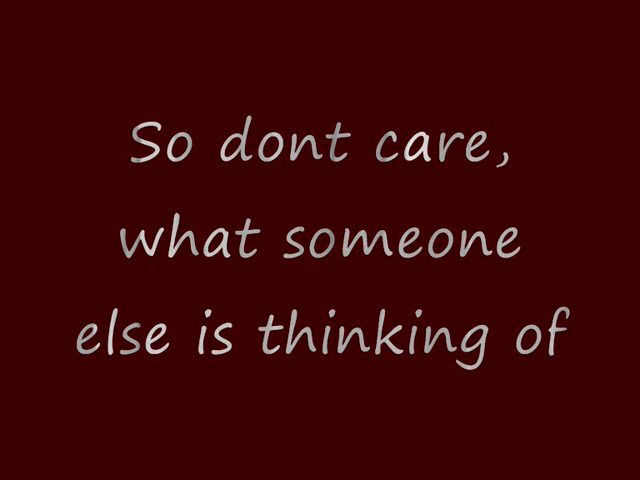 So dont care,
what someone
else is thinking of